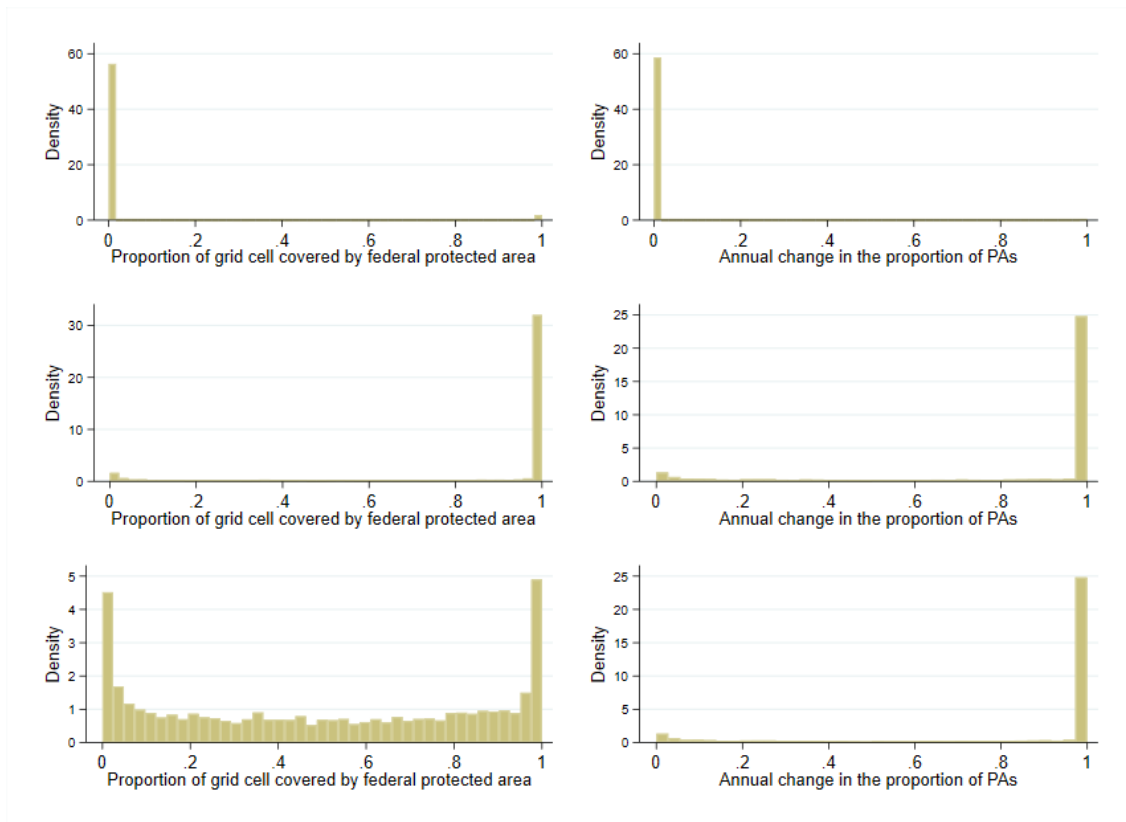 60
40
20
0
Density
0 .2 .4 .6 .8 1
Proportion of grid cell covered by federal protected area
60
40
20
0
Density
0 .2 .4 .6 .8 1
Annual change in the proportion of PAs
30
20
10
0
Density
0 .2 .4 .6 .8 1
Proportion of grid cell covered by federal protected area
25
20
15
10
5
0
Density
0 .2 .4 .6 .8 1
Annual change in the proportion of PAs
5
4
3
2
1
0
Density
0 .2 .4 .6 .8 1
Proportion of grid cell covered by federal protected area
25
20
15
10
5
0
Density
0 .2 .4 .6 .8 1
Annual change in the proportion of PAs